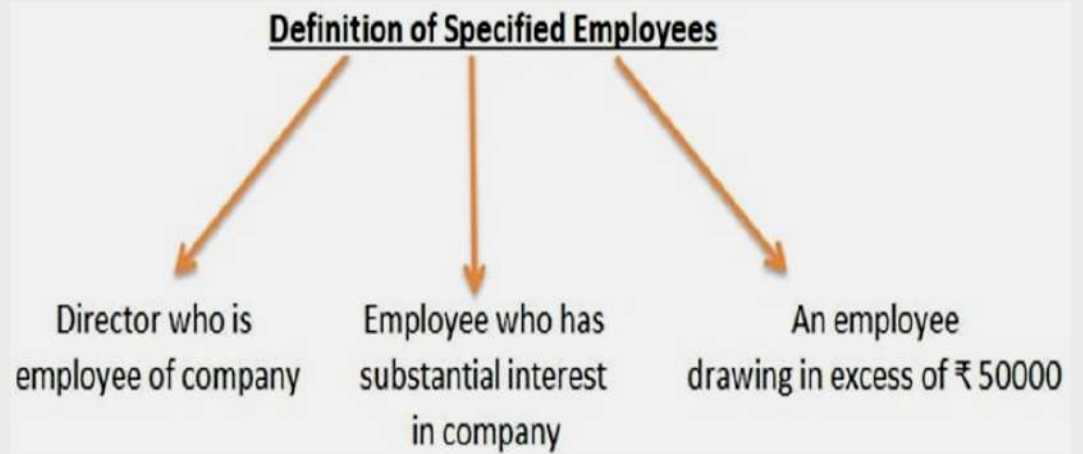 Definition of Specified Employees
Director who is
employee of company
Employee who has
substantial interest
in company
An employee
drawing in excess of ₹ 50000